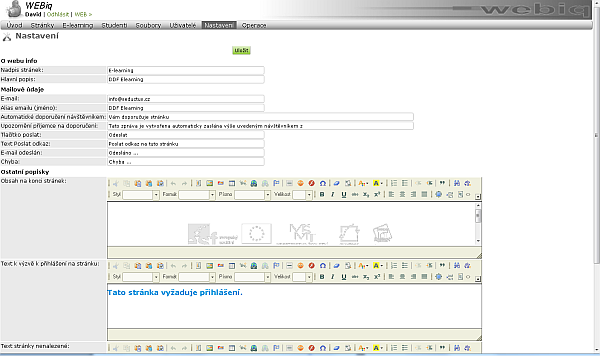 WEBiq
David | Odhlásit | WEB >
webiq
Úvod Stránky E-learning Studenti Soubory Uživatelé Nastavení Operace
Nastavení
Uložit
O webu info
Nadpis stránek: E-learning
Hlavní popis: DDF Elearning
Mailové údaje
E-mail: info@seductus.cz
Alias emailu (jméno): DDF Elearning
Automatické doporučení návštěvníkem: Vám doporučuje stránku
Upozornění příjemce na doporučení: Tato zpráva je vytvořena automaticky zaslána výše uvedeným návštěvníkem z
Tlačítko poslat: Odeslat
Text Poslat odkaz: Poslat odkaz na tuto stránku
E-mail odeslán: Odesláno ...
Chyba: Chyba ...
Ostatní popisky
Obsah na konci stránek:
Styl Formát Písmo Velikost
Text k výzvě k přihlášení na stránku:
Styl Formát Písmo Velikost
Tato stránka vyžaduje přihlášení.
Text stránky nenalezené: